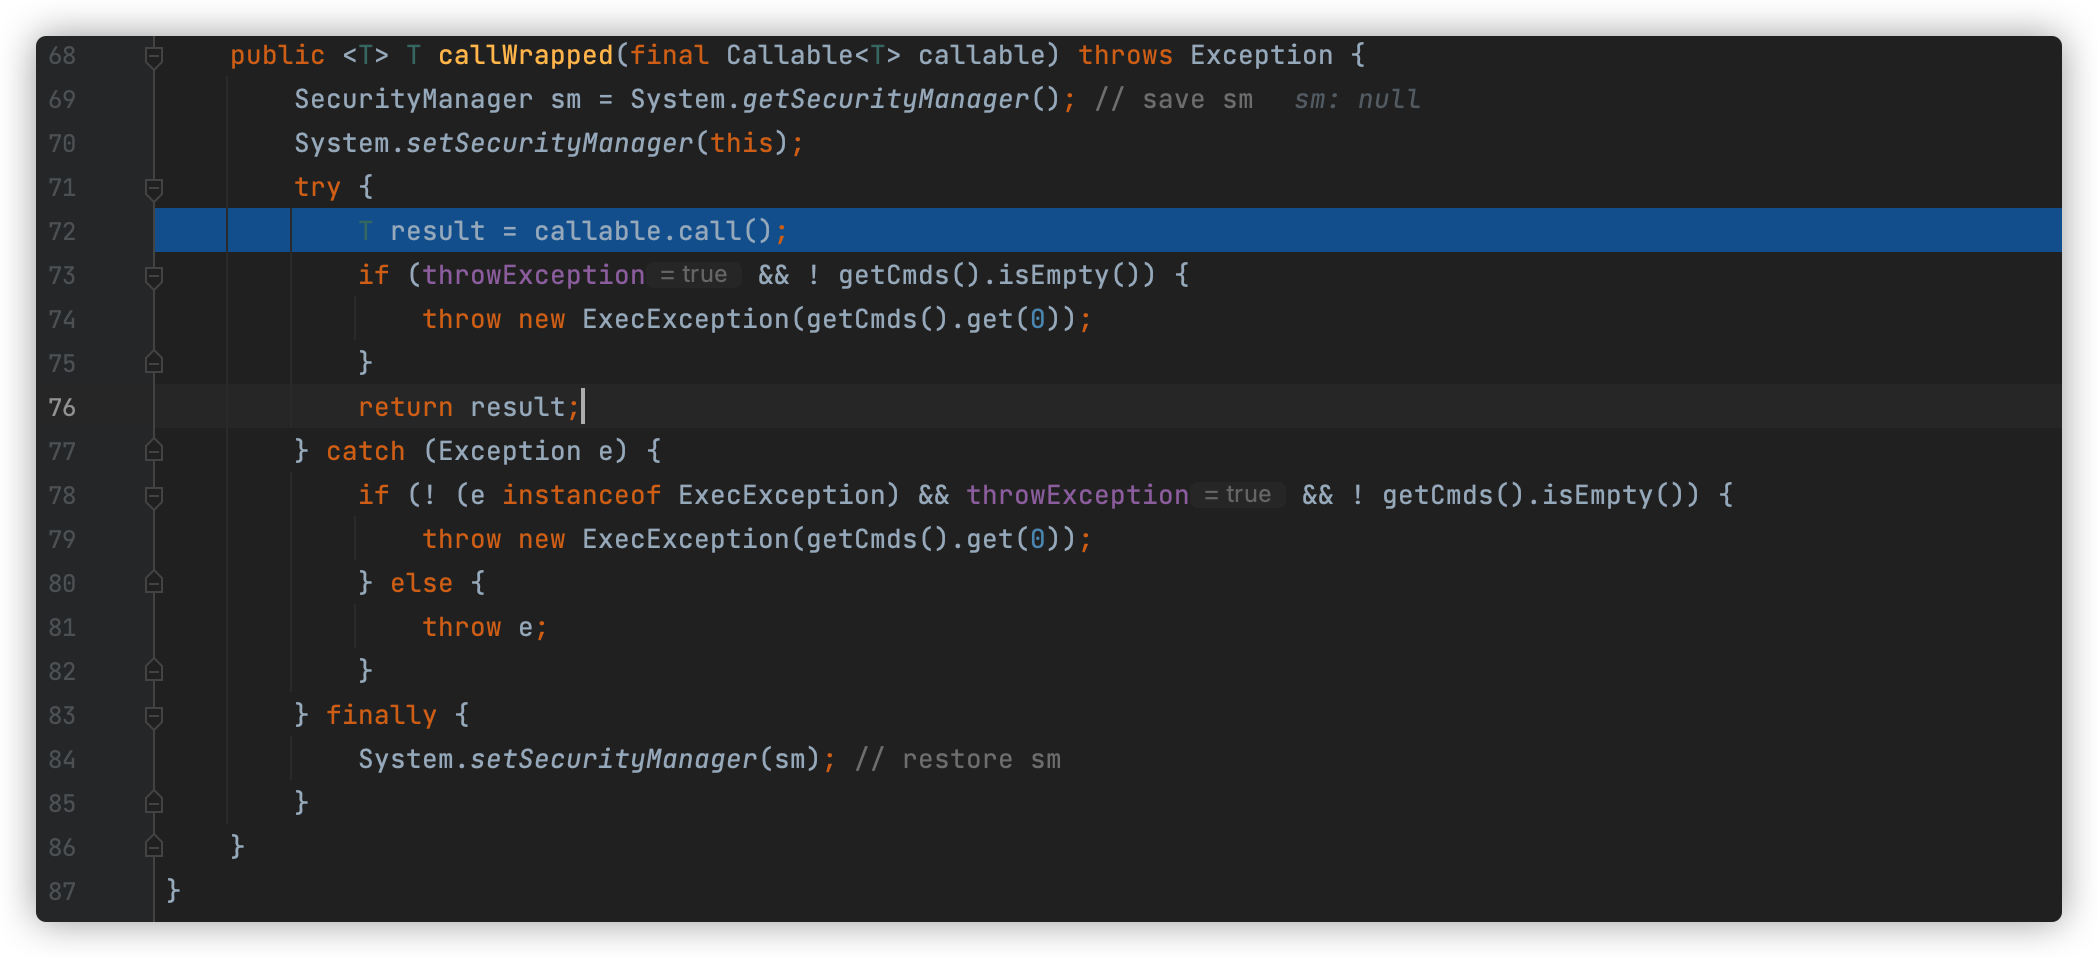 68 public <T> T callWrapped(final Callable<T> callable) throws Exception {
69 SecurityManager sm = System.getSecurityManager(); // save sm sm: null
70 System.setSecurityManager(this);
71 try {
72 T result = callable.call();
73 if (throwException = true && ! getCmds().isEmpty()) {
74 throw new ExecException(getCmds().get(0));
75 }
76 return result;
77 } catch (Exception e) {
78 if (! (e instanceof ExecException) && throwException = true && ! getCmds().isEmpty()) {
79 throw new ExecException(getCmds().get(0));
80 } else {
81 throw e;
82 }
83 } finally {
84 System.setSecurityManager(sm); // restore sm
85 }
86 }
87 }